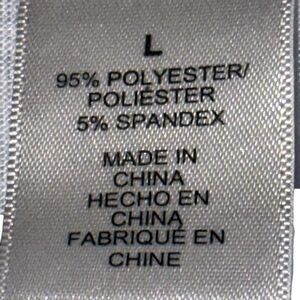 L
95% POLYESTER/
POLIÉSTER
5% SPANDEX
MADE IN
CHINA
HECHO EN
CHINA
FABRIQUÉ EN
CHINE